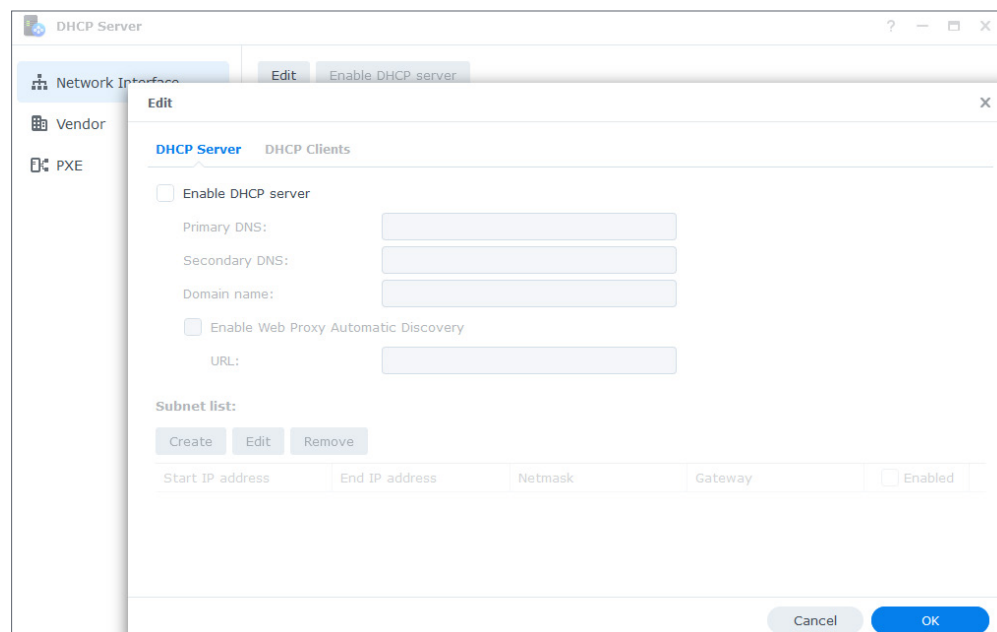 DHCP Server
?
Network Interface
Edit Enable DHCP server
Vendor
PXE
Edit
DHCP Server DHCP Clients
Enable DHCP server
Primary DNS:
Secondary DNS:
Domain name:
Enable Web Proxy Automatic Discovery
URL:
Subnet list:
Create Edit Remove
Start IP address End IP address Netmask Gateway Enabled
Cancel OK